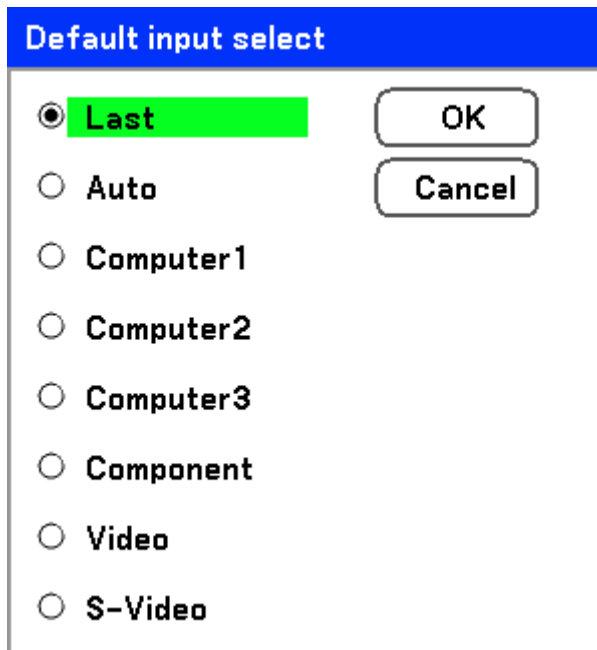 Default input select
Last
OK
Auto
Cancel
Computer1
Computer2
Computer3
Component
Video
S-Video